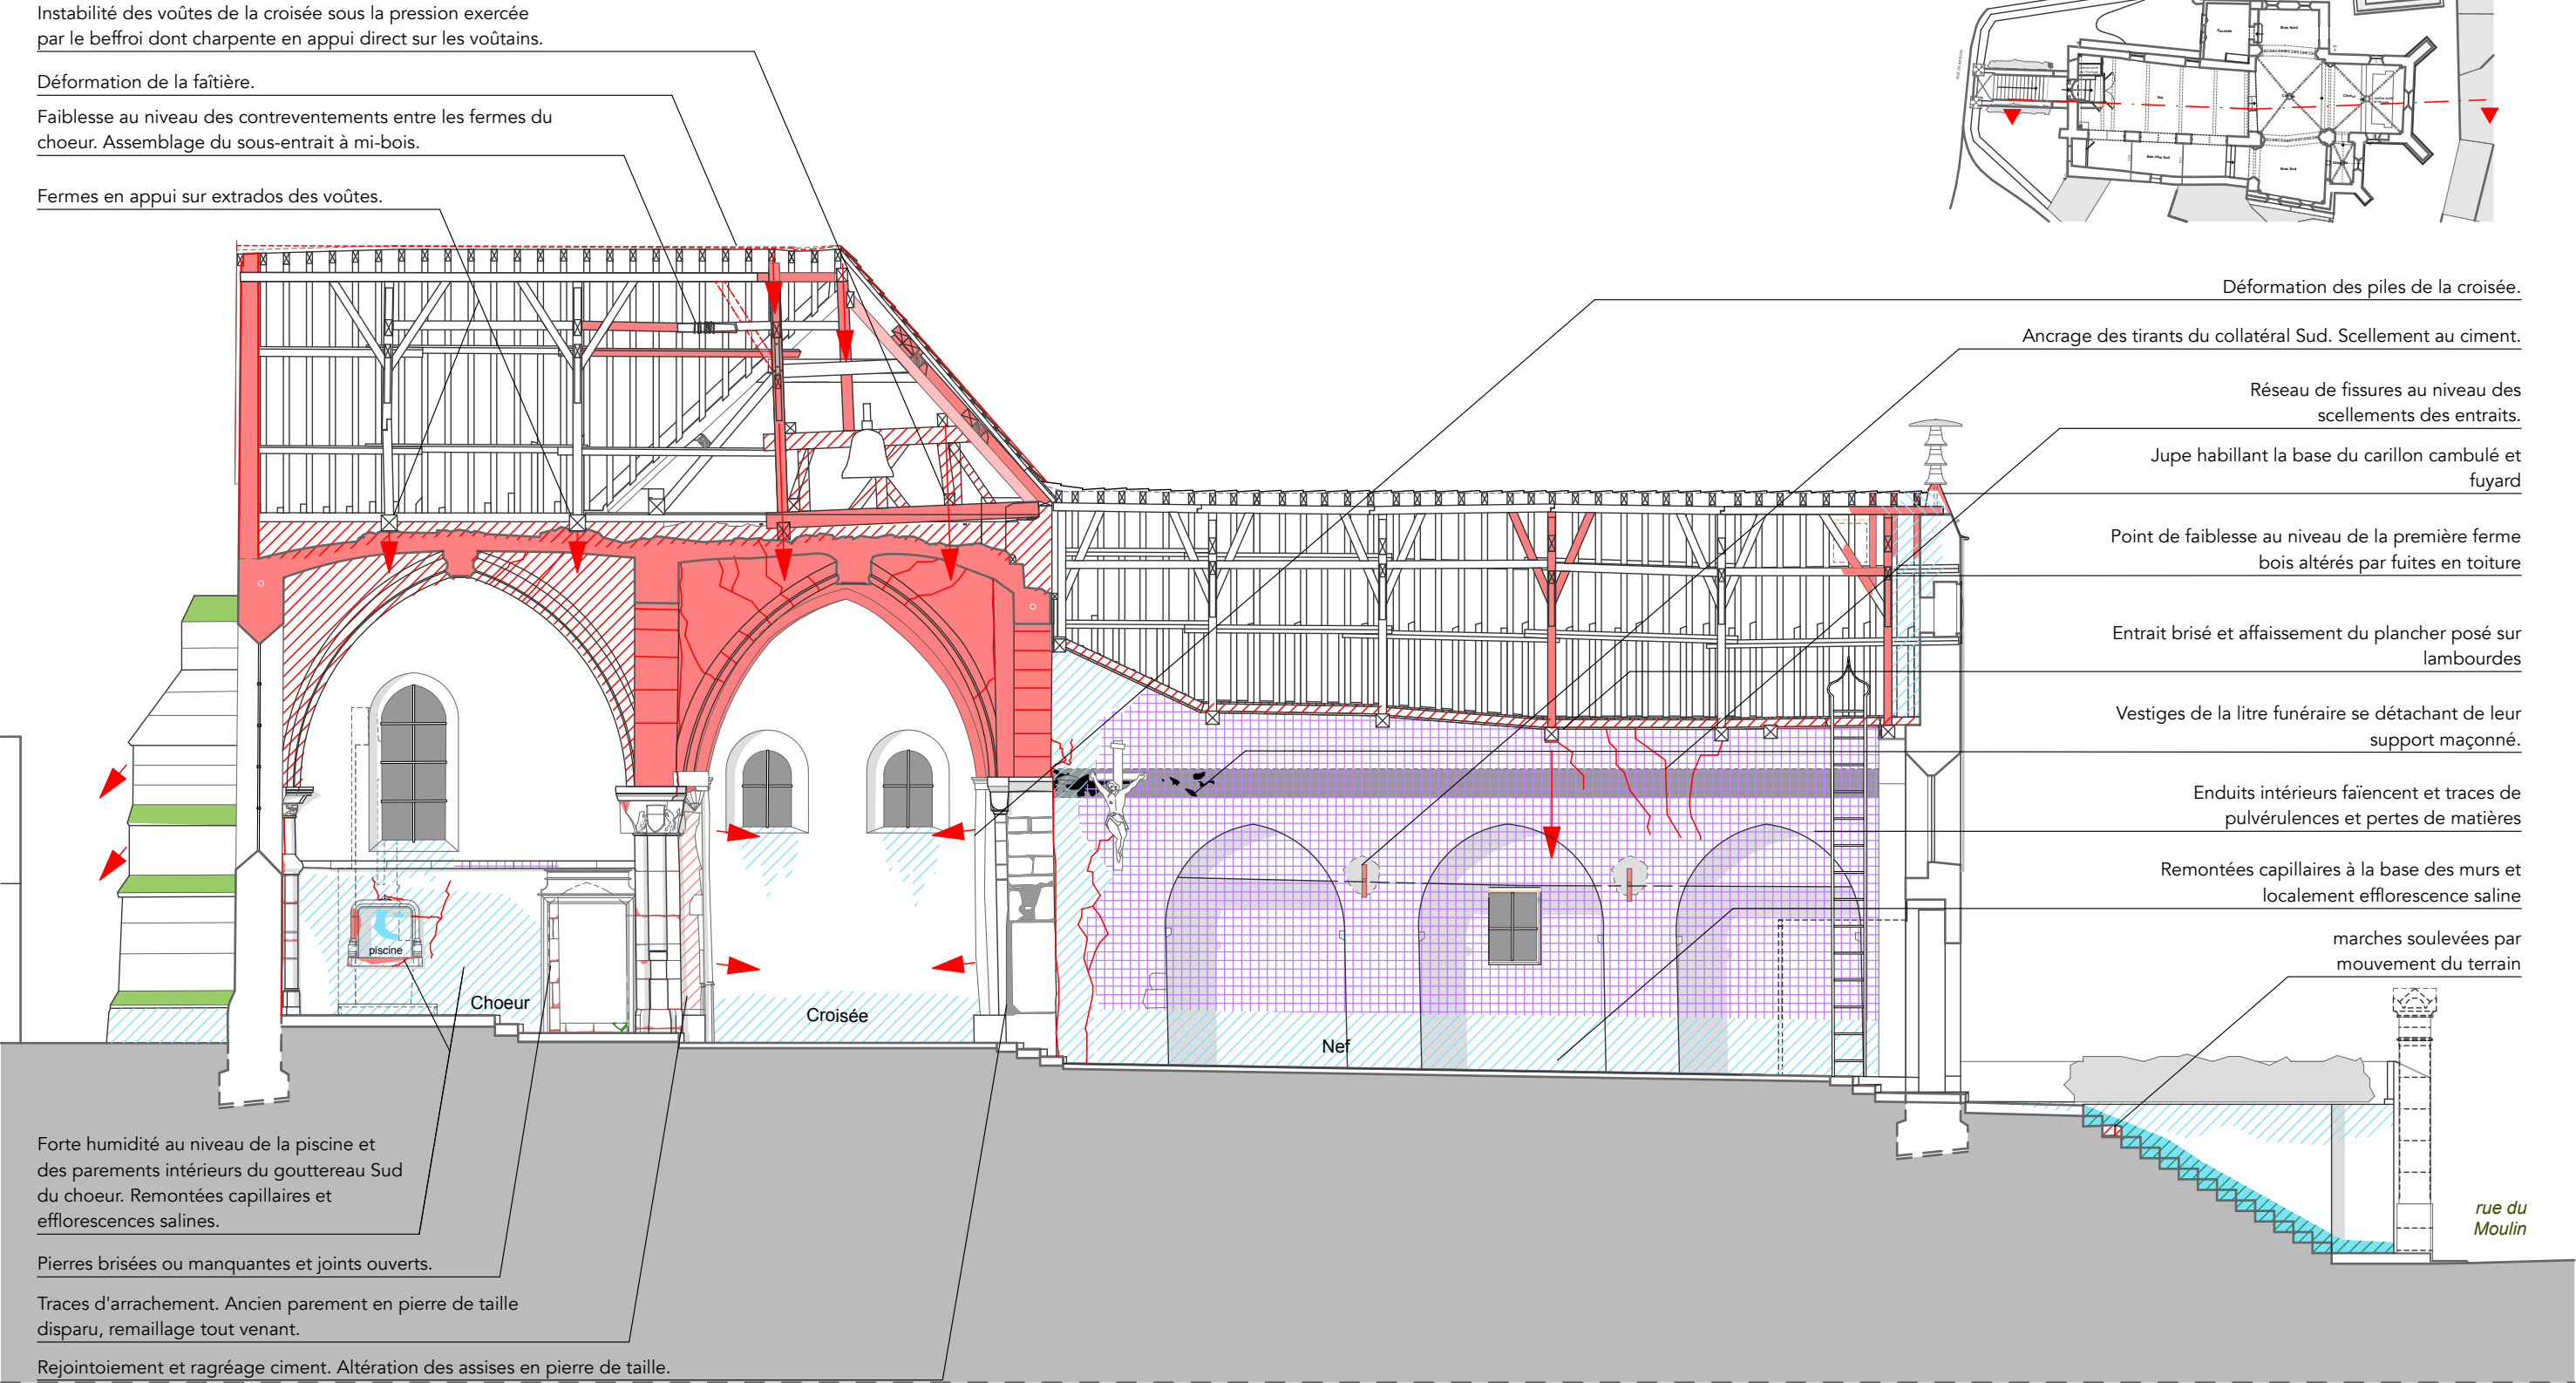 Instabilité des voûtes de la croisée sous la pression exercée
par le beffroi dont charpente en appui direct sur les voûtains.
Déformation de la faîtière.
Faiblesse au niveau des contreventements entre les fermes du
choeur. Assemblage du sous-entrait à mi-bois.
Fermes en appui sur extrados des voûtes.
Bras Nord
Nef
Bras Sud
Déformation des piles de la croisée.
Ancrage des tirants du collatéral Sud. Scellement au ciment.
Réseau de fissures au niveau des
scellements des entraits.
Jupe habillant la base du carillon cambulé et
fuyard
Point de faiblesse au niveau de la première ferme
bois altérés par fuites en toiture
Entrait brisé et affaissement du plancher posé sur
lambourdes
Vestiges de la litre funéraire se détachant de leur
support maçonné.
Enduits intérieurs faïencent et traces de
pulvérulences et pertes de matières
Remontées capillaires à la base des murs et
localement efflorescence saline
marches soulevées par
mouvement du terrain
piscine
Choeur
Croisée
Nef
rue du
Moulin
Forte humidité au niveau de la piscine et
des parements intérieurs du gouttereau Sud
du choeur. Remontées capillaires et
efflorescences salines.
Pierres brisées ou manquantes et joints ouverts.
Traces d'arrachement. Ancien parement en pierre de taille
disparu, remaillage tout venant.
Rejointoiement et ragréage ciment. Altération des assises en pierre de taille.